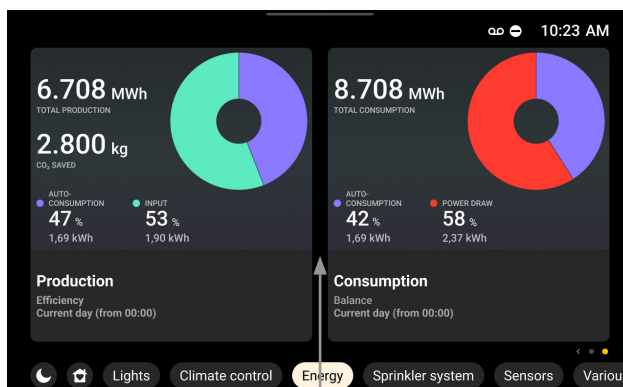 10:23 AM
6.708 MWh
TOTAL PRODUCTION
2.800 kg
CO₂ SAVED
AUTO-
CONSUMPTION
47 %
1,69 kWh
INPUT
53 %
1,90 kWh
Production
Efficiency
Current day (from 00:00)
8.708 MWh
TOTAL CONSUMPTION
AUTO-
CONSUMPTION
42 %
1,69 kWh
POWER DRAW
58 %
2,37 kWh
Consumption
Balance
Current day (from 00:00)
Lights
Climate control
Energy
Sprinkler system
Sensors
Variou